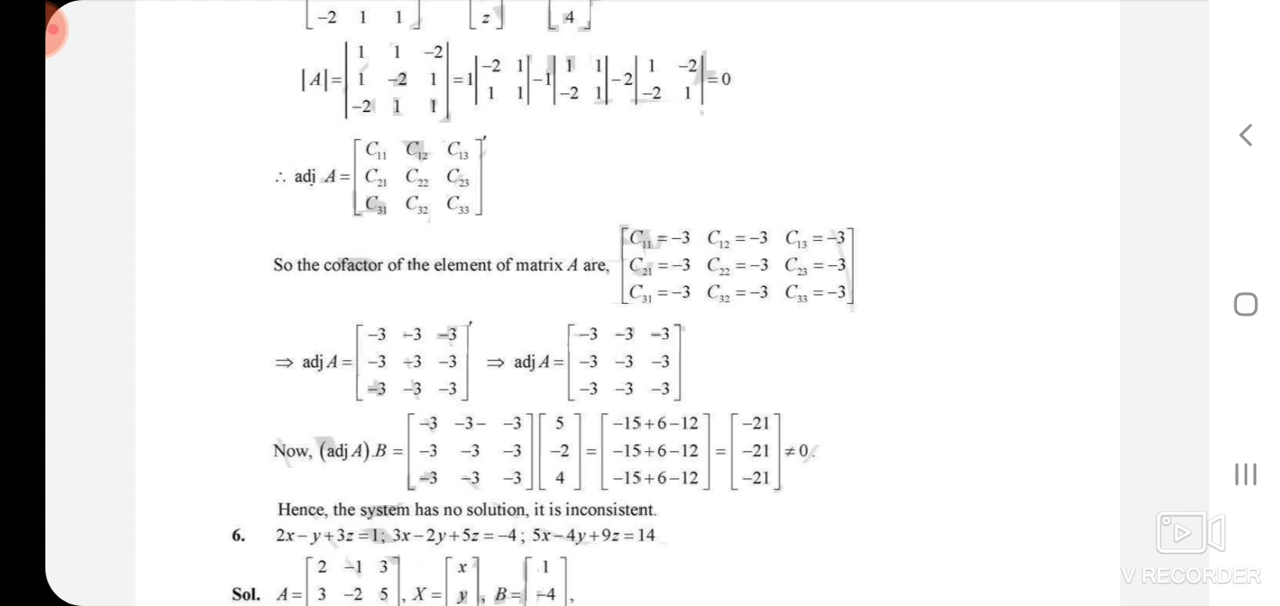 [-2 1 1] [z] [4]
|A| = |1 1 -2; 1 -2 1; -2 1 1| = 1|-2 1; 1 1| -1|1 1; -2 1| -2|1 -2; -2 1| = 0
∴ adj A = [C₁₁ C₁₂ C₁₃; C₂₁ C₂₂ C₂₃; C₃₁ C₃₂ C₃₃]′
So the cofactor of the element of matrix A are, [C₁₁ = -3 C₁₂ = -3 C₁₃ = -3; C₂₁ = -3 C₂₂ = -3 C₂₃ = -3; C₃₁ = -3 C₃₂ = -3 C₃₃ = -3]
⇒ adj A = [-3 -3 -3; -3 -3 -3; -3 -3 -3]′ ⇒ adj A = [-3 -3 -3; -3 -3 -3; -3 -3 -3]
Now, (adj A).B = [-3 -3- -3; -3 -3 -3; -3 -3 -3] [5; -2; 4] = [-15+6-12; -15+6-12; -15+6-12] = [-21; -21; -21] ≠ 0.
Hence, the system has no solution, it is inconsistent.
6. 2x-y+3z=1; 3x-2y+5z=-4; 5x-4y+9z=14
Sol. A = [2 -1 3; 3 -2 5], X = [x; y], B = [1; -4],
V RECORDER